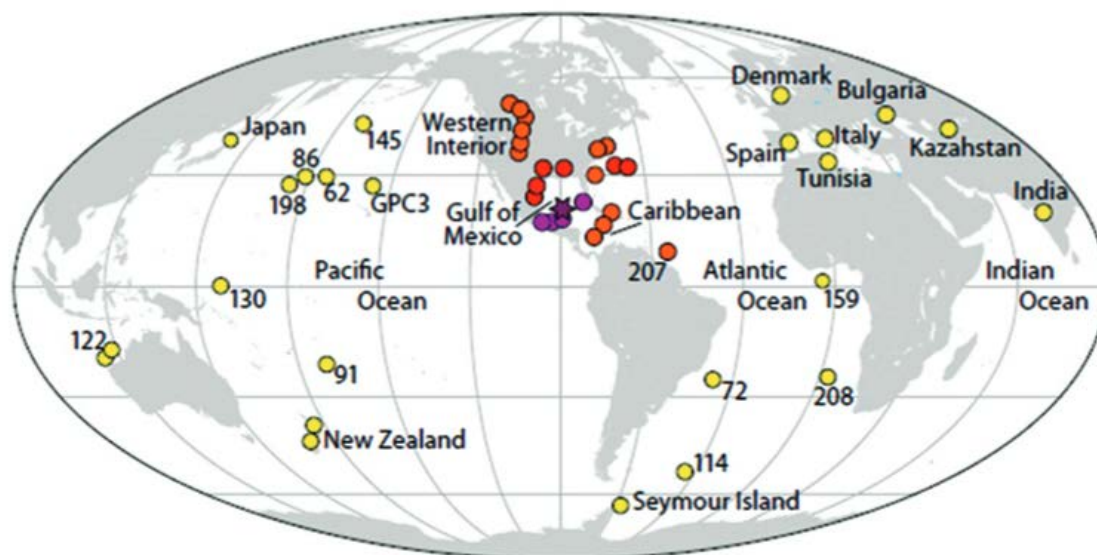 Denmark
Bulgaria
Japan
145
Western
Interior
Spain
Italy
Kazahstan
86
62
198
GPC3
Tunisia
India
Gulf of
Mexico
Caribbean
207
Pacific
Ocean
Atlantic
Ocean
Indian
Ocean
130
159
122
91
72
208
New Zealand
114
Seymour Island